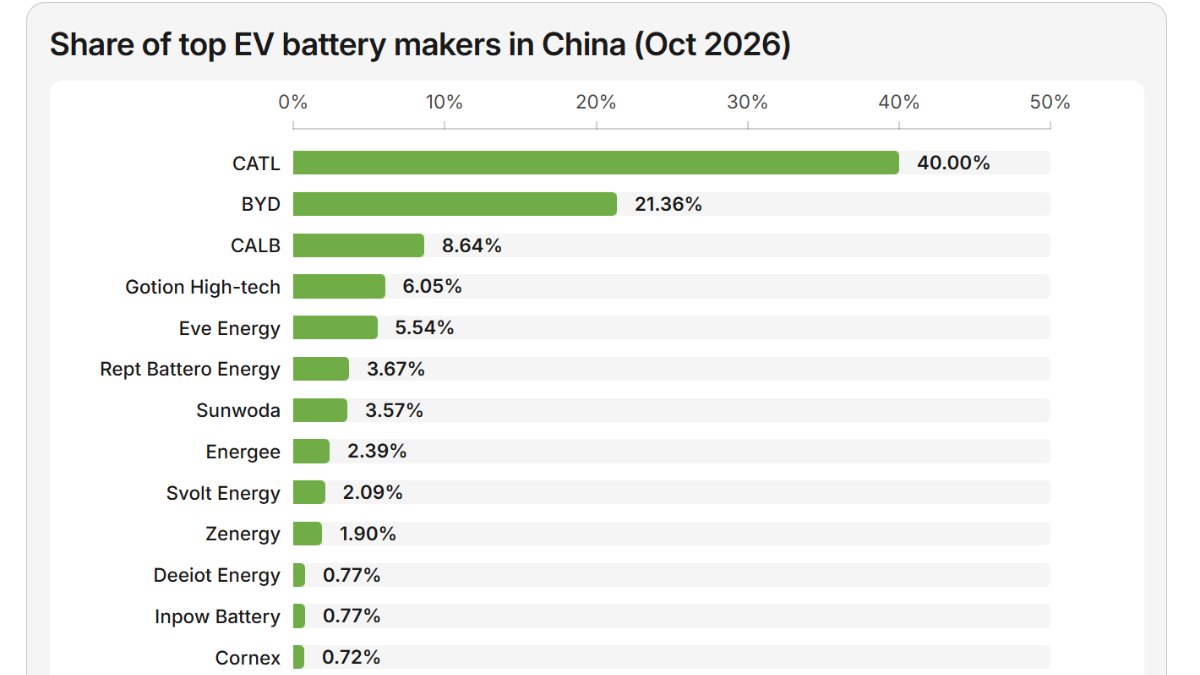 Share of top EV battery makers in China (Oct 2026)
0% 10% 20% 30% 40% 50%
CATL 40.00%
BYD 21.36%
CALB 8.64%
Gotion High-tech 6.05%
Eve Energy 5.54%
Rept Battero Energy 3.67%
Sunwoda 3.57%
Energee 2.39%
Svolt Energy 2.09%
Zenergy 1.90%
Deeiot Energy 0.77%
Inpow Battery 0.77%
Cornex 0.72%